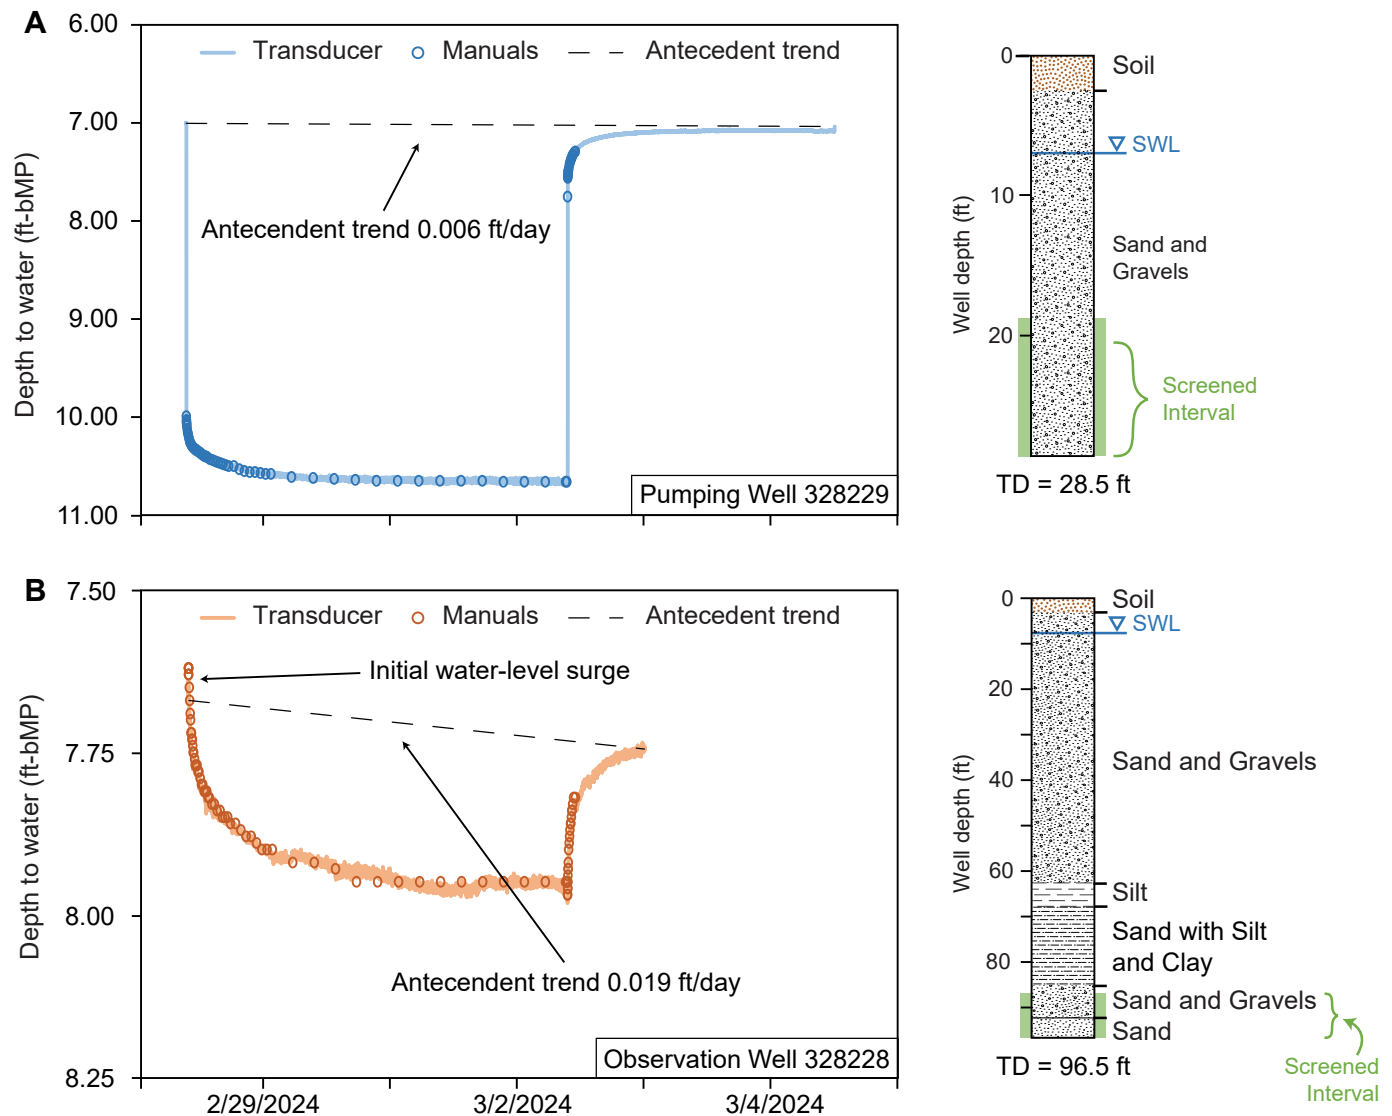 A
6.00
7.00
8.00
9.00
10.00
11.00
Depth to water (ft-bMP)
Transducer
Manuals
Antecedent trend
Antecendent trend 0.006 ft/day
Pumping Well 328229
0
10
20
Well depth (ft)
Soil
SWL
Sand and
Gravels
Screened
Interval
TD = 28.5 ft
B
7.50
7.75
8.00
8.25
Depth to water (ft-bMP)
Transducer
Manuals
Antecedent trend
Initial water-level surge
Antecendent trend 0.019 ft/day
Observation Well 328228
2/29/2024
3/2/2024
3/4/2024
0
20
40
60
80
Well depth (ft)
Soil
SWL
Sand and Gravels
Silt
Sand with Silt
and Clay
Sand and Gravels
Sand
TD = 96.5 ft
Screened
Interval